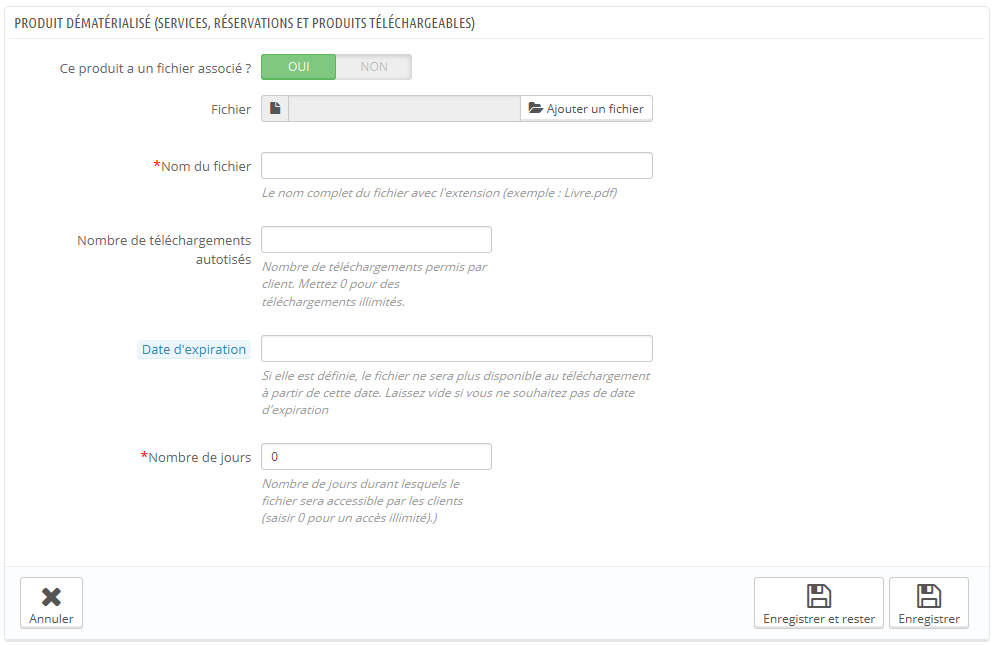 PRODUIT DÉMATÉRIALISÉ (SERVICES, RÉSERVATIONS ET PRODUITS TÉLÉCHARGEABLES)
Ce produit a un fichier associé ?
OUI
NON
Fichier
Ajouter un fichier
*Nom du fichier
Le nom complet du fichier avec l'extension (exemple : Livre.pdf)
Nombre de téléchargements
autotisés
Nombre de téléchargements permis par
client. Mettez 0 pour des
téléchargements illimités.
Date d'expiration
Si elle est définie, le fichier ne sera plus disponible au téléchargement
à partir de cette date. Laissez vide si vous ne souhaitez pas de date
d'expiration
*Nombre de jours
0
Nombre de jours durant lesquels le
fichier sera accessible par les clients
(saisir 0 pour un accès illimité).)
Annuler
Enregistrer et rester
Enregistrer